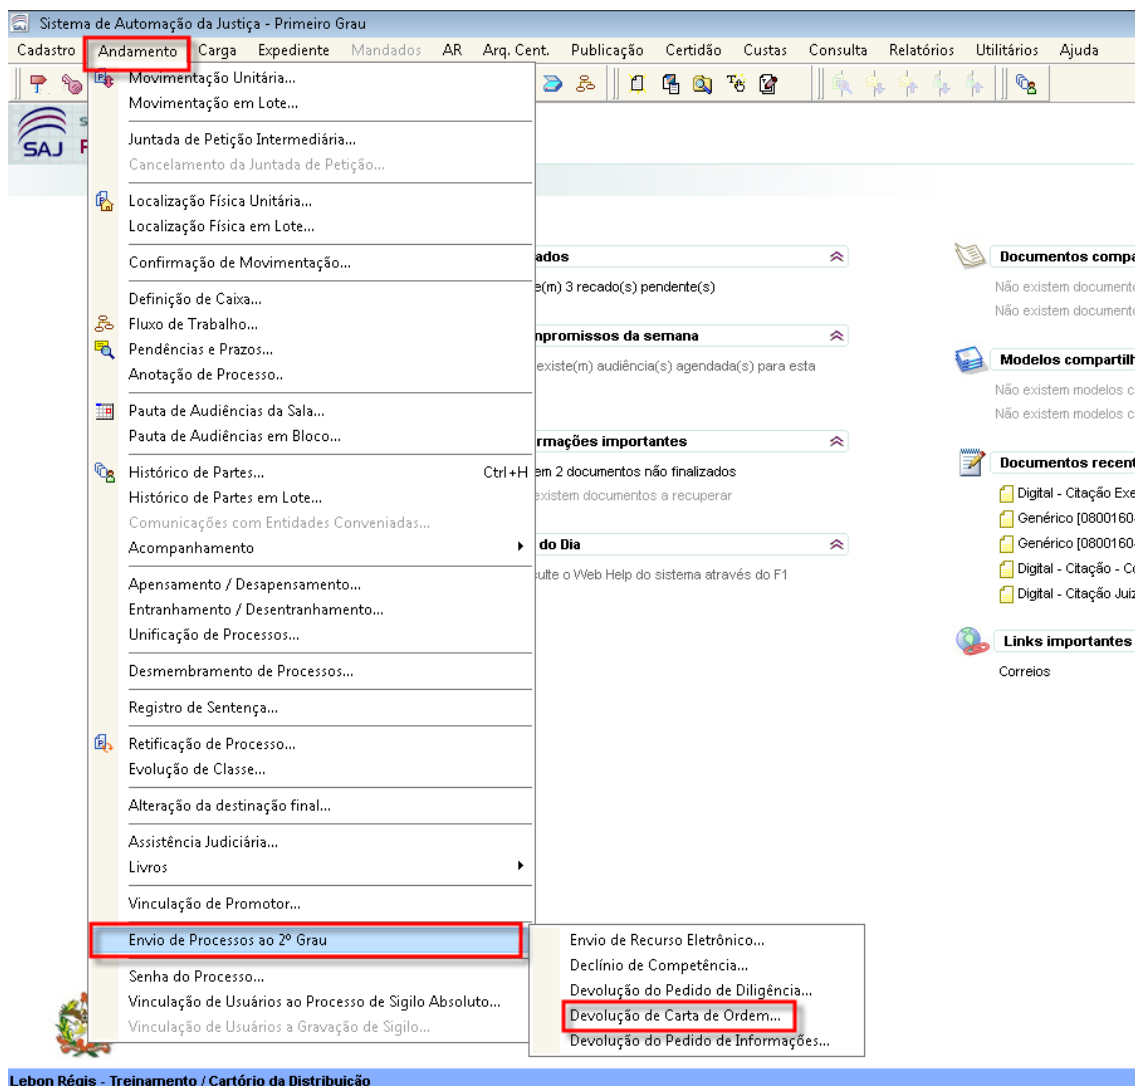 Sistema de Automação da Justiça - Primeiro Grau
Cadastro Andamento Carga Expediente Mandados AR Arq. Cent. Publicação Certidão Custas Consulta Relatórios Utilitários Ajuda
SAJ
Movimentação Unitária...
Movimentação em Lote...
Juntada de Petição Intermediária...
Cancelamento da Juntada de Petição...
Localização Física Unitária...
Localização Física em Lote...
Confirmação de Movimentação...
Definição de Caixa...
Fluxo de Trabalho...
Pendências e Prazos...
Anotação de Processo..
Pauta de Audiências da Sala...
Pauta de Audiências em Bloco...
Histórico de Partes... Ctrl+H
Histórico de Partes em Lote...
Comunicações com Entidades Conveniadas...
Acompanhamento
Apensamento / Desapensamento...
Entranhamento / Desentranhamento...
Unificação de Processos...
Desmembramento de Processos...
Registro de Sentença...
Retificação de Processo...
Evolução de Classe...
Alteração da destinação final...
Assistência Judiciária...
Livros
Vinculação de Promotor...
Envio de Processos ao 2º Grau
Senha do Processo...
Vinculação de Usuários ao Processo de Sigilo Absoluto...
Vinculação de Usuários a Gravação de Sigilo...
Envio de Recurso Eletrônico...
Declínio de Competência...
Devolução do Pedido de Diligência...
Devolução de Carta de Ordem...
Devolução do Pedido de Informações...
ados
e(m) 3 recado(s) pendente(s)
npromissos da semana
existe(m) audiência(s) agendada(s) para esta
rmações importantes
em 2 documentos não finalizados
existem documentos a recuperar
do Dia
sulte o Web Help do sistema através do F1
Documentos compa
Não existem documento
Não existem documento
Modelos compartilh
Não existem modelos c
Não existem modelos c
Documentos recent
Digital - Citação Exe
Genérico [0800160-
Genérico [0800160-
Digital - Citação - Co
Digital - Citação Juiz
Links importantes
Correios
Lebon Régis - Treinamento / Cartório da Distribuição